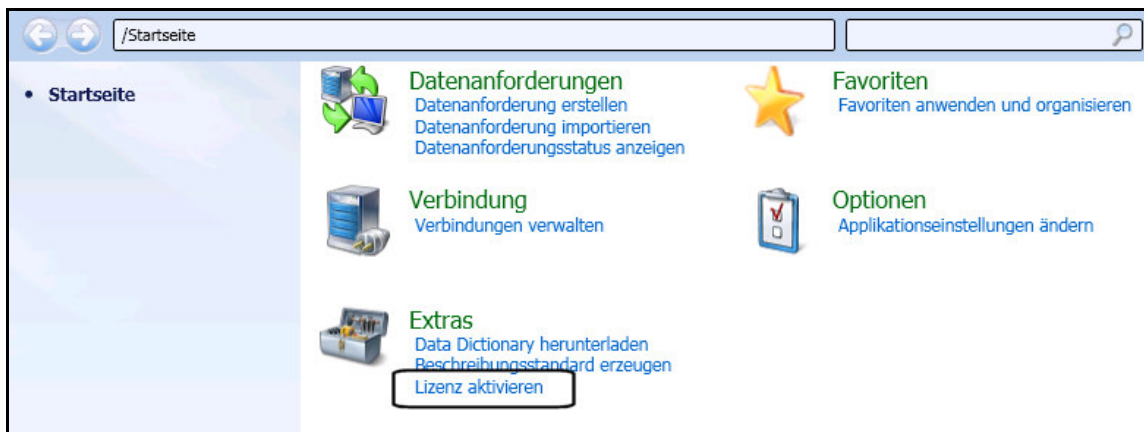 /Startseite
Startseite
Datenanforderungen
Datenanforderung erstellen
Datenanforderung importieren
Datenanforderungsstatus anzeigen
Favoriten
Favoriten anwenden und organisieren
Verbindung
Verbindungen verwalten
Optionen
Applikationseinstellungen ändern
Extras
Data Dictionary herunterladen
Beschreibungsstandard erzeugen
Lizenz aktivieren